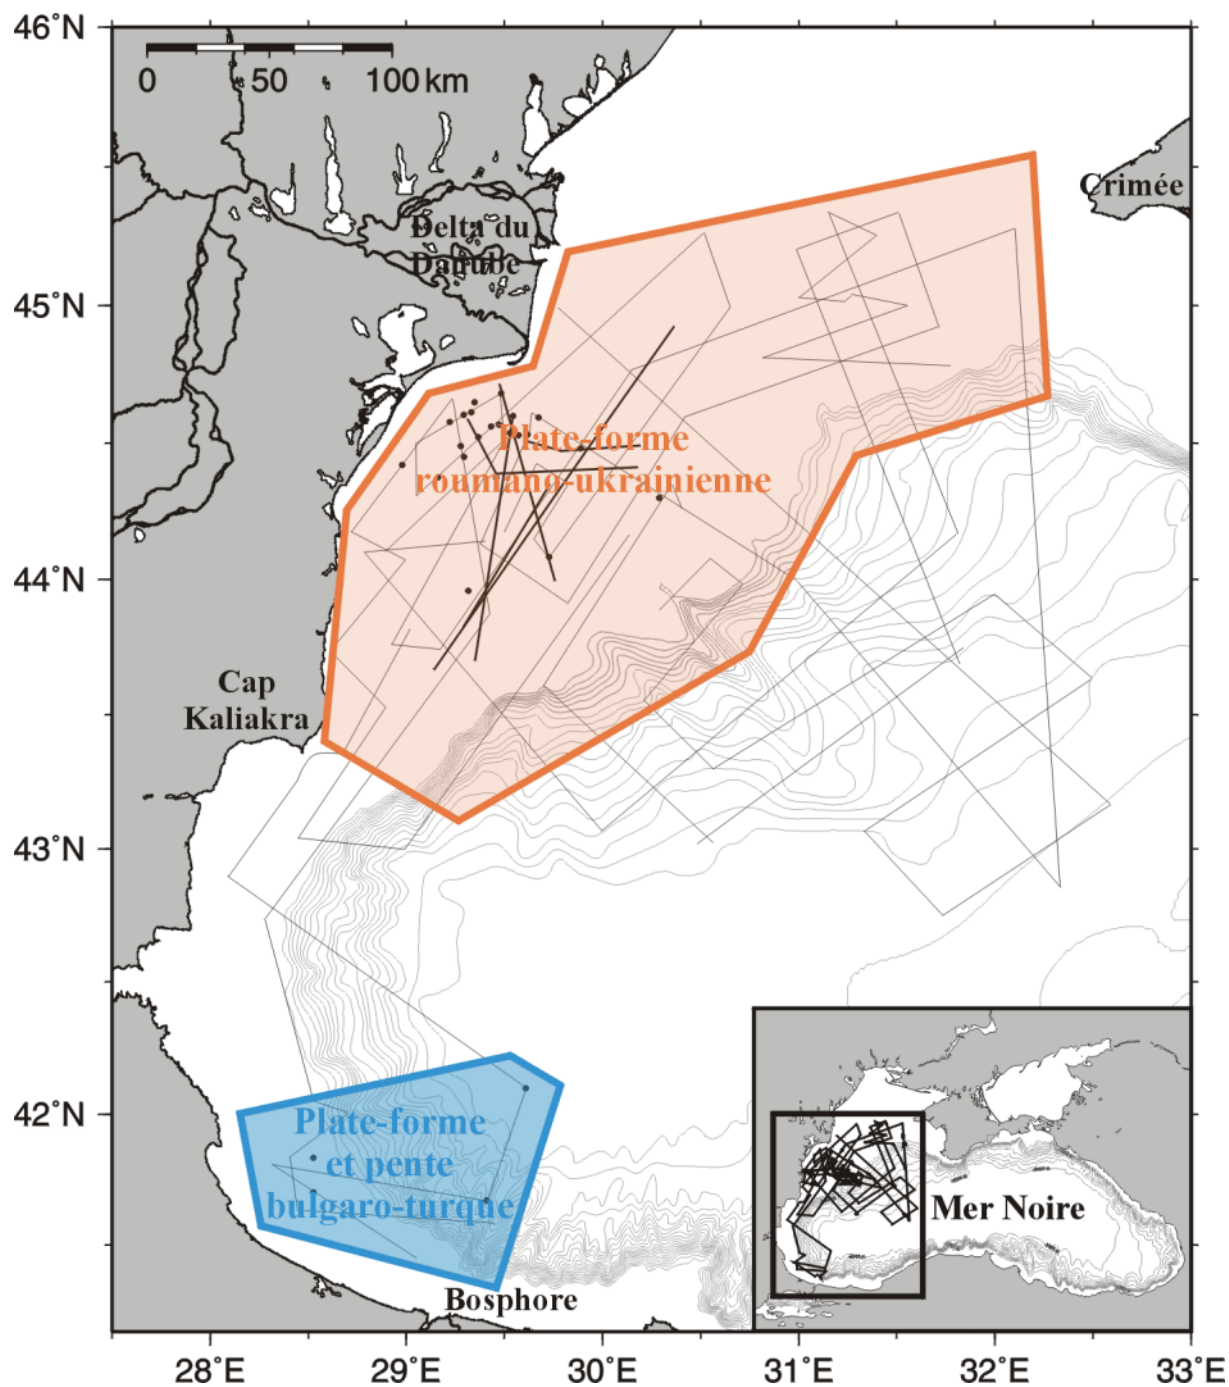 46°N
0 50 100 km
Crimée
Delta du
Danube
45°N
Plate-forme
roumano-ukrainienne
44°N
Cap
Kaliakra
43°N
42°N
Plate-forme
et pente
bulgaro-turque
Mer Noire
Bosphore
28°E 29°E 30°E 31°E 32°E 33°E